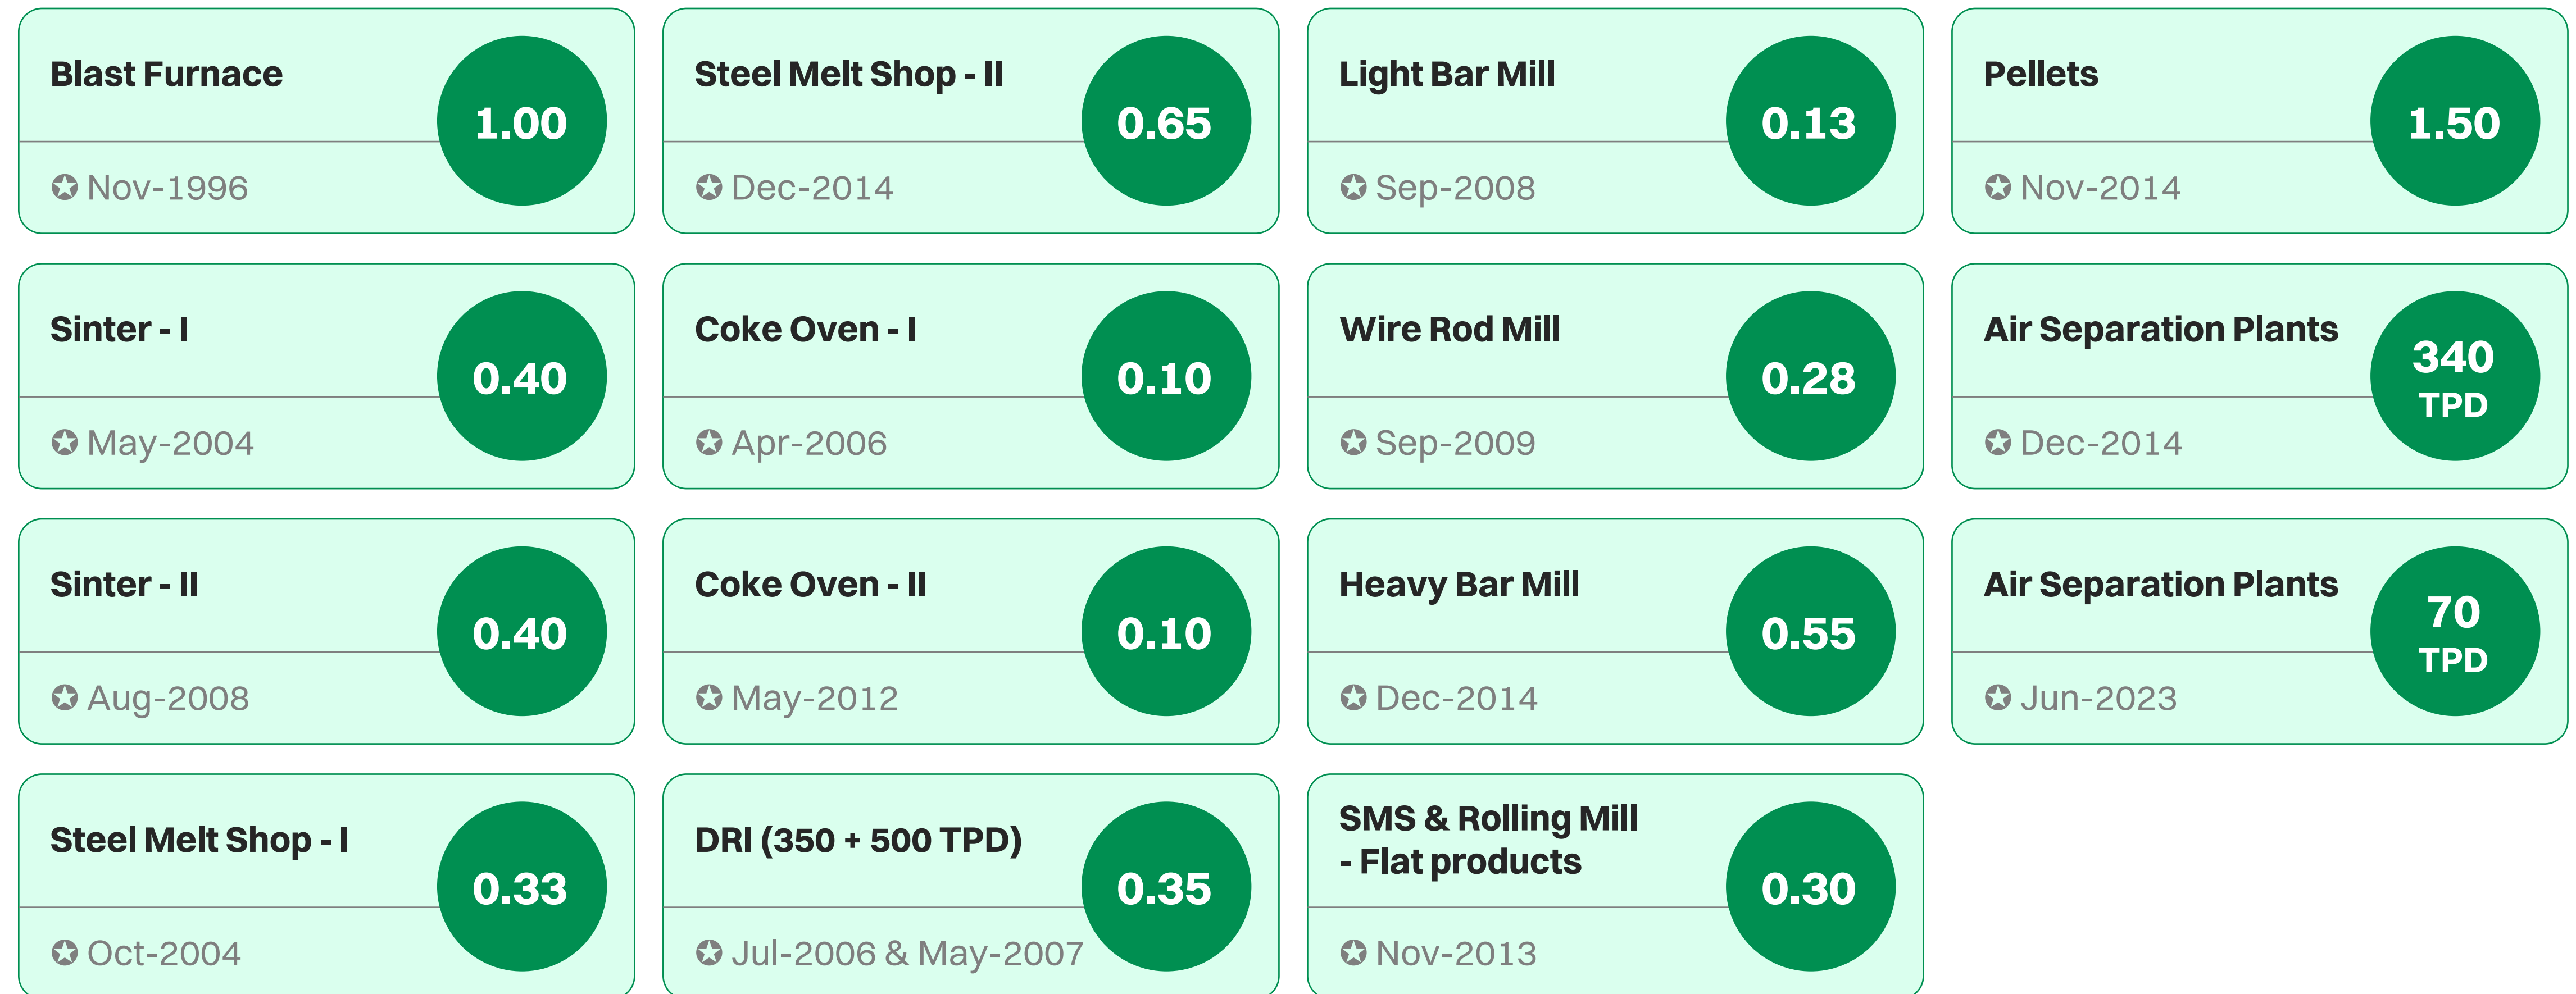 Blast Furnace
1.00
✪ Nov-1996
Steel Melt Shop - II
0.65
✪ Dec-2014
Light Bar Mill
0.13
✪ Sep-2008
Pellets
1.50
✪ Nov-2014
Sinter - I
0.40
✪ May-2004
Coke Oven - I
0.10
✪ Apr-2006
Wire Rod Mill
0.28
✪ Sep-2009
Air Separation Plants
340
TPD
✪ Dec-2014
Sinter - II
0.40
✪ Aug-2008
Coke Oven - II
0.10
✪ May-2012
Heavy Bar Mill
0.55
✪ Dec-2014
Air Separation Plants
70
TPD
✪ Jun-2023
Steel Melt Shop - I
0.33
✪ Oct-2004
DRI (350 + 500 TPD)
0.35
✪ Jul-2006 & May-2007
SMS & Rolling Mill
- Flat products
0.30
✪ Nov-2013